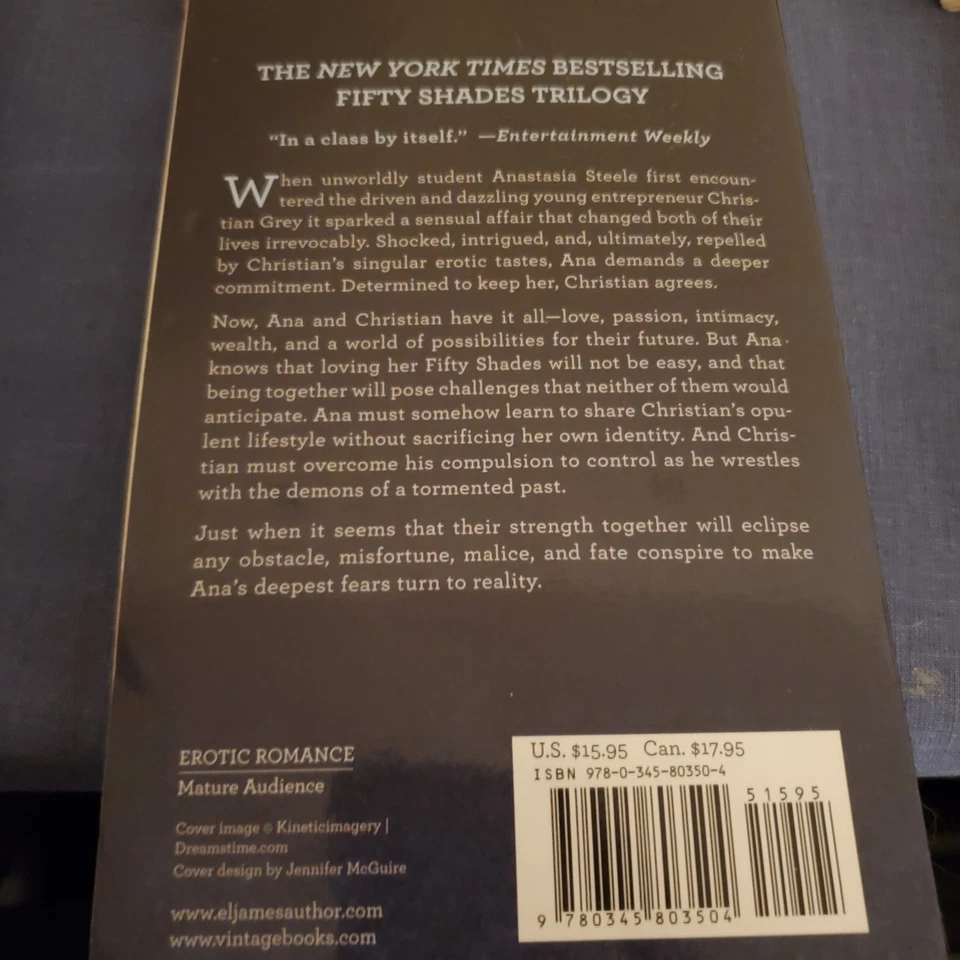 THE NEW YORK TIMES BESTSELLING
FIFTY SHADES TRILOGY
“In a class by itself.” —Entertainment Weekly
When unworldly student Anastasia Steele first encoun-
tered the driven and dazzling young entrepreneur Chris-
tian Grey it sparked a sensual affair that changed both of their
lives irrevocably. Shocked, intrigued, and, ultimately, repelled
by Christian’s singular erotic tastes, Ana demands a deeper
commitment. Determined to keep her, Christian agrees.
Now, Ana and Christian have it all—love, passion, intimacy,
wealth, and a world of possibilities for their future. But Ana
knows that loving her Fifty Shades will not be easy, and that
being together will pose challenges that neither of them would
anticipate. Ana must somehow learn to share Christian’s opu-
lent lifestyle without sacrificing her own identity. And Chris-
tian must overcome his compulsion to control as he wrestles
with the demons of a tormented past.
Just when it seems that their strength together will eclipse
any obstacle, misfortune, malice, and fate conspire to make
Ana’s deepest fears turn to reality.
EROTIC ROMANCE
Mature Audience
Cover image © Kineticimagery |
Dreamstime.com
Cover design by Jennifer McGuire
www.eljamesauthor.com
www.vintagebooks.com
U.S. $15.95 Can. $17.95
ISBN 978-0-345-80350-4
51595
9 780345 803504